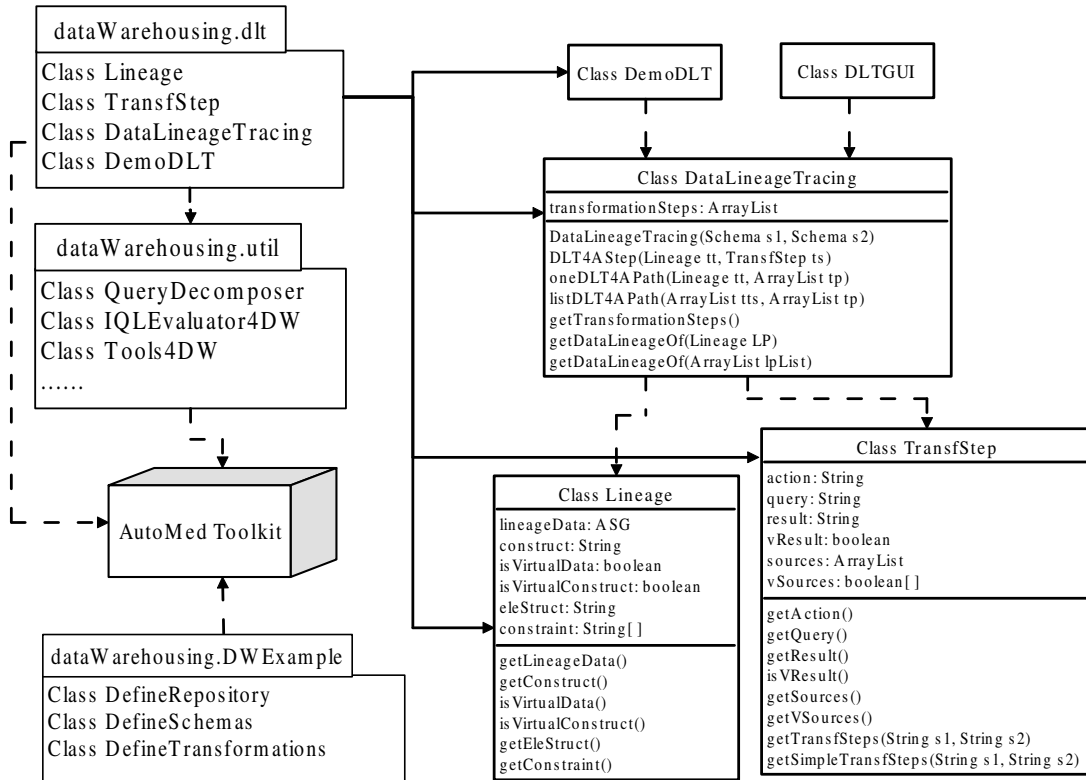 dataWarehousing.dlt
Class Lineage
Class TransfStep
Class DataLineageTracing
Class DemoDLT
dataWarehousing.util
Class QueryDecomposer
Class IQLEvaluator4DW
Class Tools4DW
......
AutoMed Toolkit
dataWarehousing.DWExample
Class DefineRepository
Class DefineSchemas
Class DefineTransformations
Class DemoDLT
Class DLTGUI
Class DataLineageTracing
transformationSteps: ArrayList
DataLineageTracing(Schema s1, Schema s2)
DLT4AStep(Lineage tt, TransfStep ts)
oneDLT4APath(Lineage tt, ArrayList tp)
listDLT4APath(ArrayList tts, ArrayList tp)
getTransformationSteps()
getDataLineageOf(Lineage LP)
getDataLineageOf(ArrayList lpList)
Class Lineage
lineageData: ASG
construct: String
isVirtualData: boolean
isVirtualConstruct: boolean
eleStruct: String
constraint: String[ ]
getLineageData()
getConstruct()
isVirtualData()
isVirtualConstruct()
getEleStruct()
getConstraint()
Class TransfStep
action: String
query: String
result: String
vResult: boolean
sources: ArrayList
vSources: boolean[ ]
getAction()
getQuery()
getResult()
isVResult()
getSources()
getVSources()
getTransfSteps(String s1, String s2)
getSimpleTransfSteps(String s1, String s2)